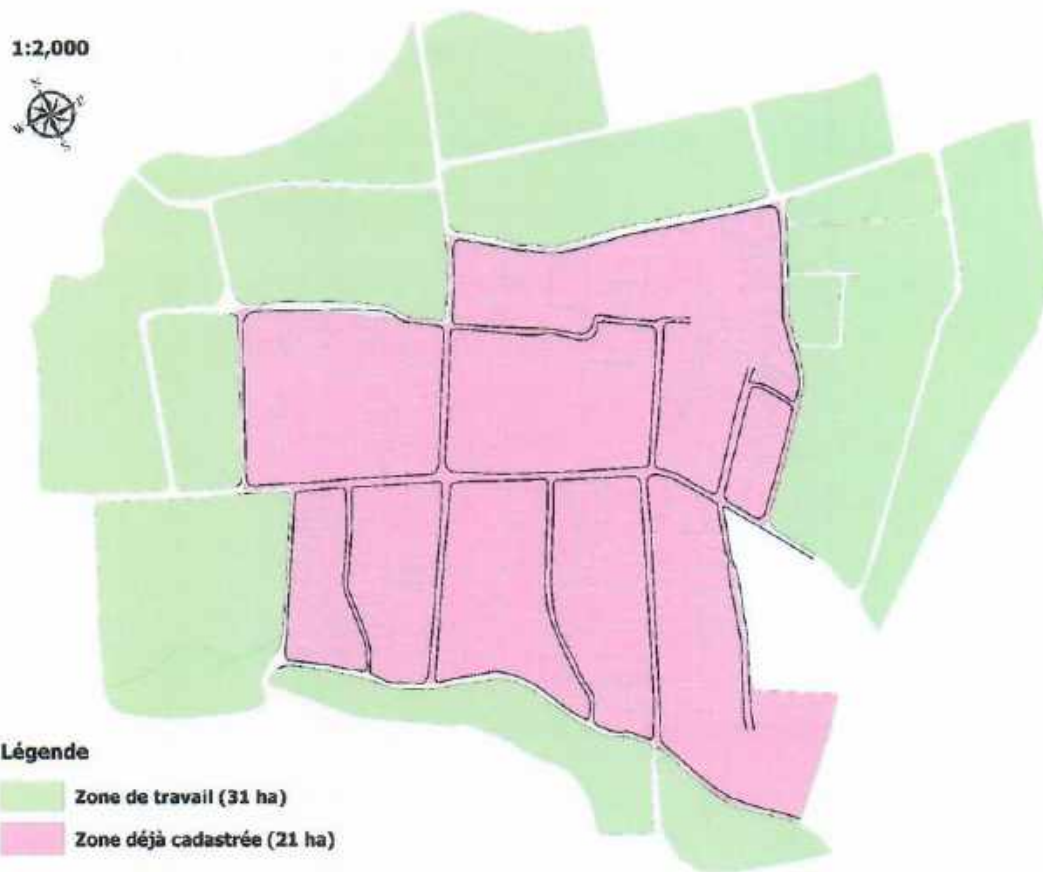 1:2,000
N
S
Légende
Zone de travail (31 ha)
Zone déjà cadastrée (21 ha)